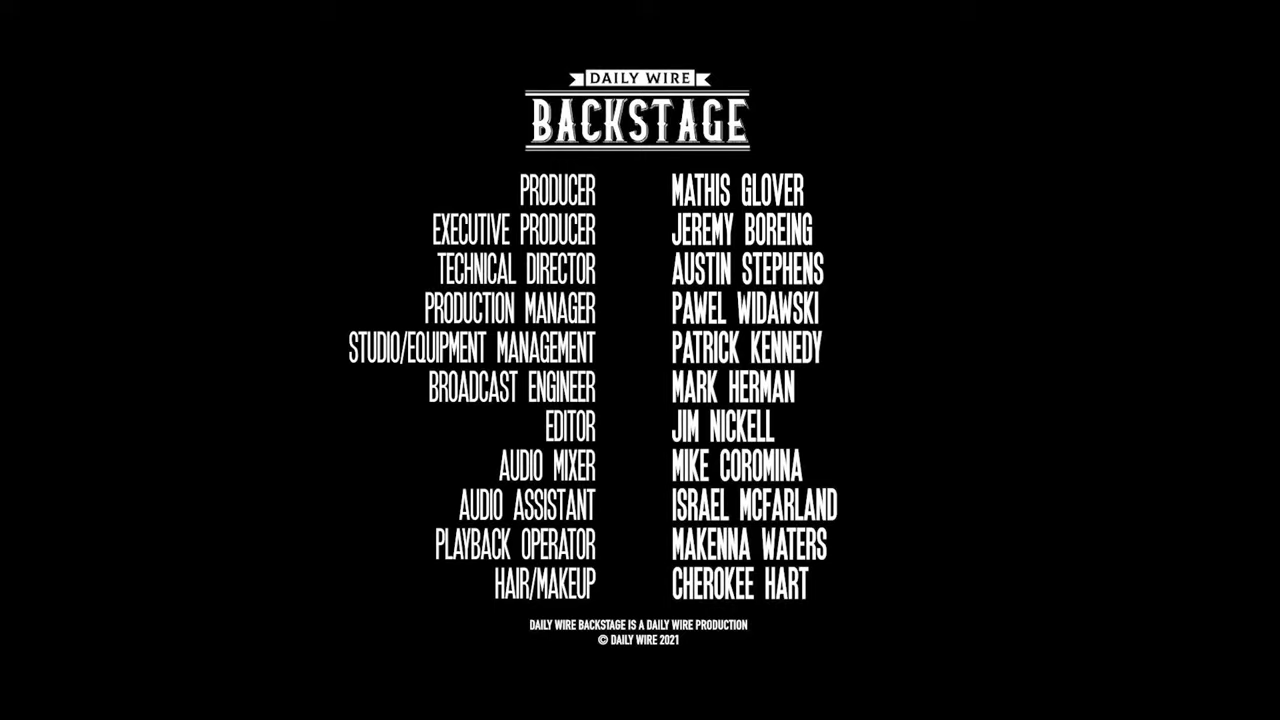 DAILY WIRE
BACKSTAGE
PRODUCER MATHIS GLOVER
EXECUTIVE PRODUCER JEREMY BOREING
TECHNICAL DIRECTOR AUSTIN STEPHENS
PRODUCTION MANAGER PAWEL WIDAWSKI
STUDIO/EQUIPMENT MANAGEMENT PATRICK KENNEDY
BROADCAST ENGINEER MARK HERMAN
EDITOR JIM NICKELL
AUDIO MIXER MIKE COROMINA
AUDIO ASSISTANT ISRAEL MCFARLAND
PLAYBACK OPERATOR MAKENNA WATERS
HAIR/MAKEUP CHEROKEE HART
DAILY WIRE BACKSTAGE IS A DAILY WIRE PRODUCTION
© DAILY WIRE 2021